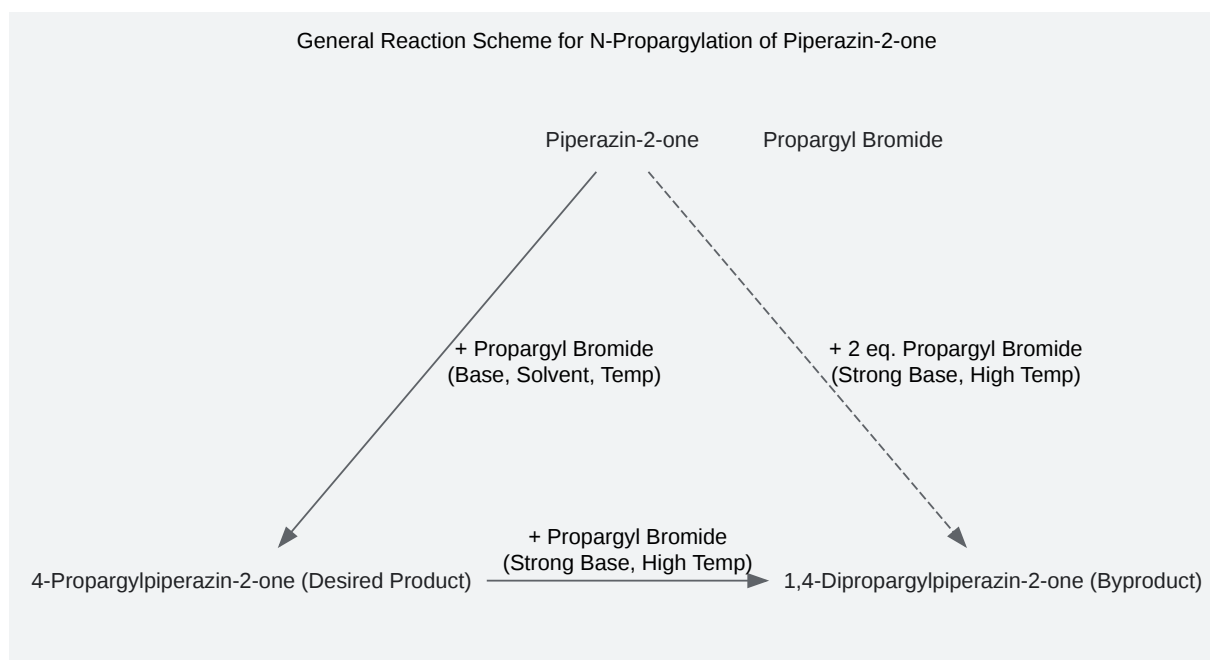 General Reaction Scheme for N-Propargylation of Piperazin-2-one
Piperazin-2-one
Propargyl Bromide
+ Propargyl Bromide
(Base, Solvent, Temp)
+ 2 eq. Propargyl Bromide
(Strong Base, High Temp)
+ Propargyl Bromide
(Strong Base, High Temp)
4-Propargylpiperazin-2-one (Desired Product)
1,4-Dipropargylpiperazin-2-one (Byproduct)